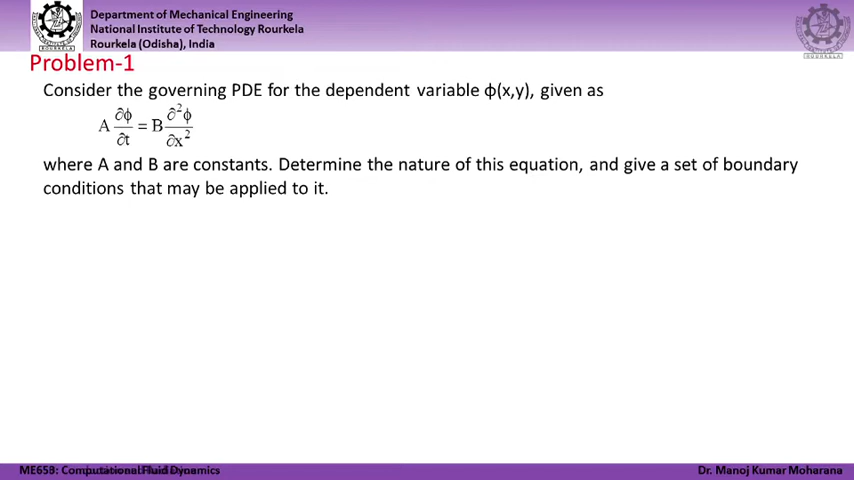 Department of Mechanical Engineering
National Institute of Technology Rourkela
Rourkela (Odisha), India
Problem-1
Consider the governing PDE for the dependent variable ϕ(x,y), given as
A ∂ϕ/∂t = B ∂²ϕ/∂x²
where A and B are constants. Determine the nature of this equation, and give a set of boundary
conditions that may be applied to it.
ME653: Computational Fluid Dynamics
Dr. Manoj Kumar Moharana